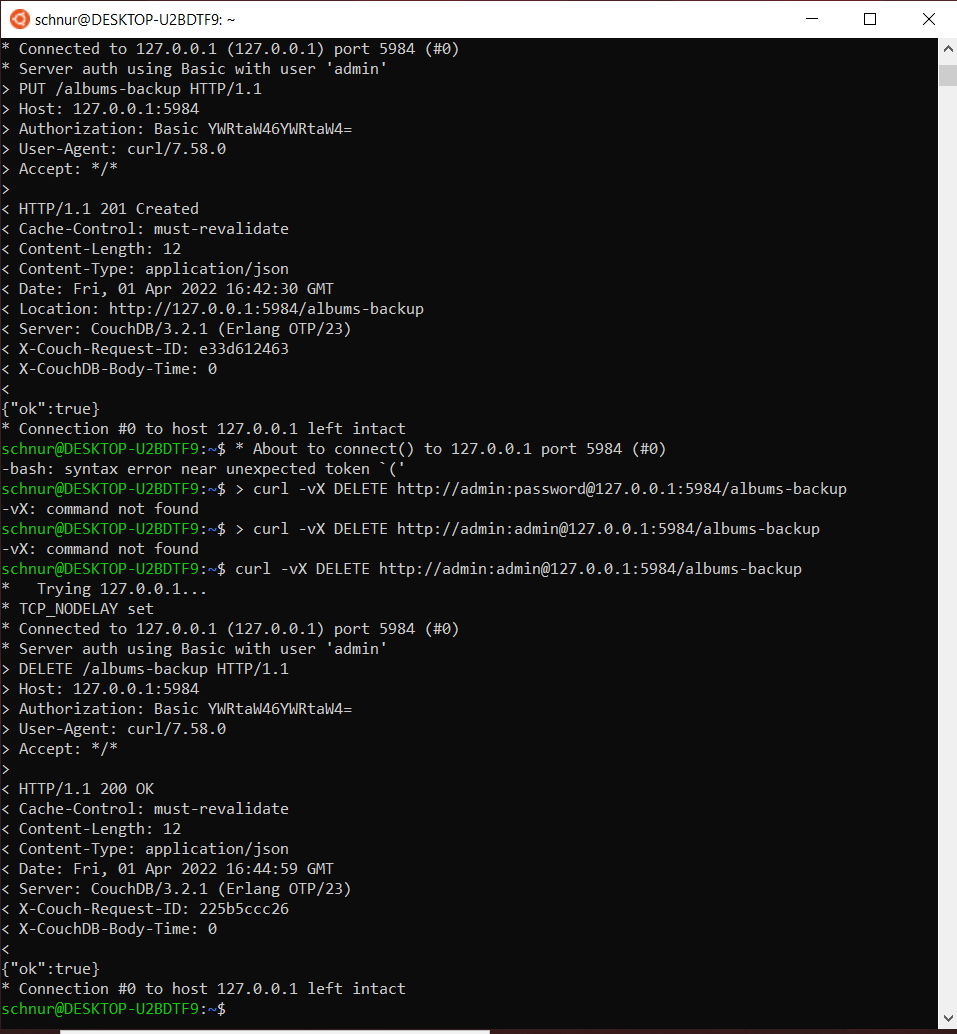 schnur@DESKTOP-U2BDTF9: ~
* Connected to 127.0.0.1 (127.0.0.1) port 5984 (#0)
* Server auth using Basic with user 'admin'
> PUT /albums-backup HTTP/1.1
> Host: 127.0.0.1:5984
> Authorization: Basic YWRtaW46YWRtaW4=
> User-Agent: curl/7.58.0
> Accept: */*
>
< HTTP/1.1 201 Created
< Cache-Control: must-revalidate
< Content-Length: 12
< Content-Type: application/json
< Date: Fri, 01 Apr 2022 16:42:30 GMT
< Location: http://127.0.0.1:5984/albums-backup
< Server: CouchDB/3.2.1 (Erlang OTP/23)
< X-Couch-Request-ID: e33d612463
< X-CouchDB-Body-Time: 0
<
{"ok":true}
* Connection #0 to host 127.0.0.1 left intact
schnur@DESKTOP-U2BDTF9:~$ * About to connect() to 127.0.0.1 port 5984 (#0)
-bash: syntax error near unexpected token `('
schnur@DESKTOP-U2BDTF9:~$ > curl -vX DELETE http://admin:password@127.0.0.1:5984/albums-backup
-vX: command not found
schnur@DESKTOP-U2BDTF9:~$ > curl -vX DELETE http://admin:admin@127.0.0.1:5984/albums-backup
-vX: command not found
schnur@DESKTOP-U2BDTF9:~$ curl -vX DELETE http://admin:admin@127.0.0.1:5984/albums-backup
*   Trying 127.0.0.1...
* TCP_NODELAY set
* Connected to 127.0.0.1 (127.0.0.1) port 5984 (#0)
* Server auth using Basic with user 'admin'
> DELETE /albums-backup HTTP/1.1
> Host: 127.0.0.1:5984
> Authorization: Basic YWRtaW46YWRtaW4=
> User-Agent: curl/7.58.0
> Accept: */*
>
< HTTP/1.1 200 OK
< Cache-Control: must-revalidate
< Content-Length: 12
< Content-Type: application/json
< Date: Fri, 01 Apr 2022 16:44:59 GMT
< Server: CouchDB/3.2.1 (Erlang OTP/23)
< X-Couch-Request-ID: 225b5ccc26
< X-CouchDB-Body-Time: 0
<
{"ok":true}
* Connection #0 to host 127.0.0.1 left intact
schnur@DESKTOP-U2BDTF9:~$